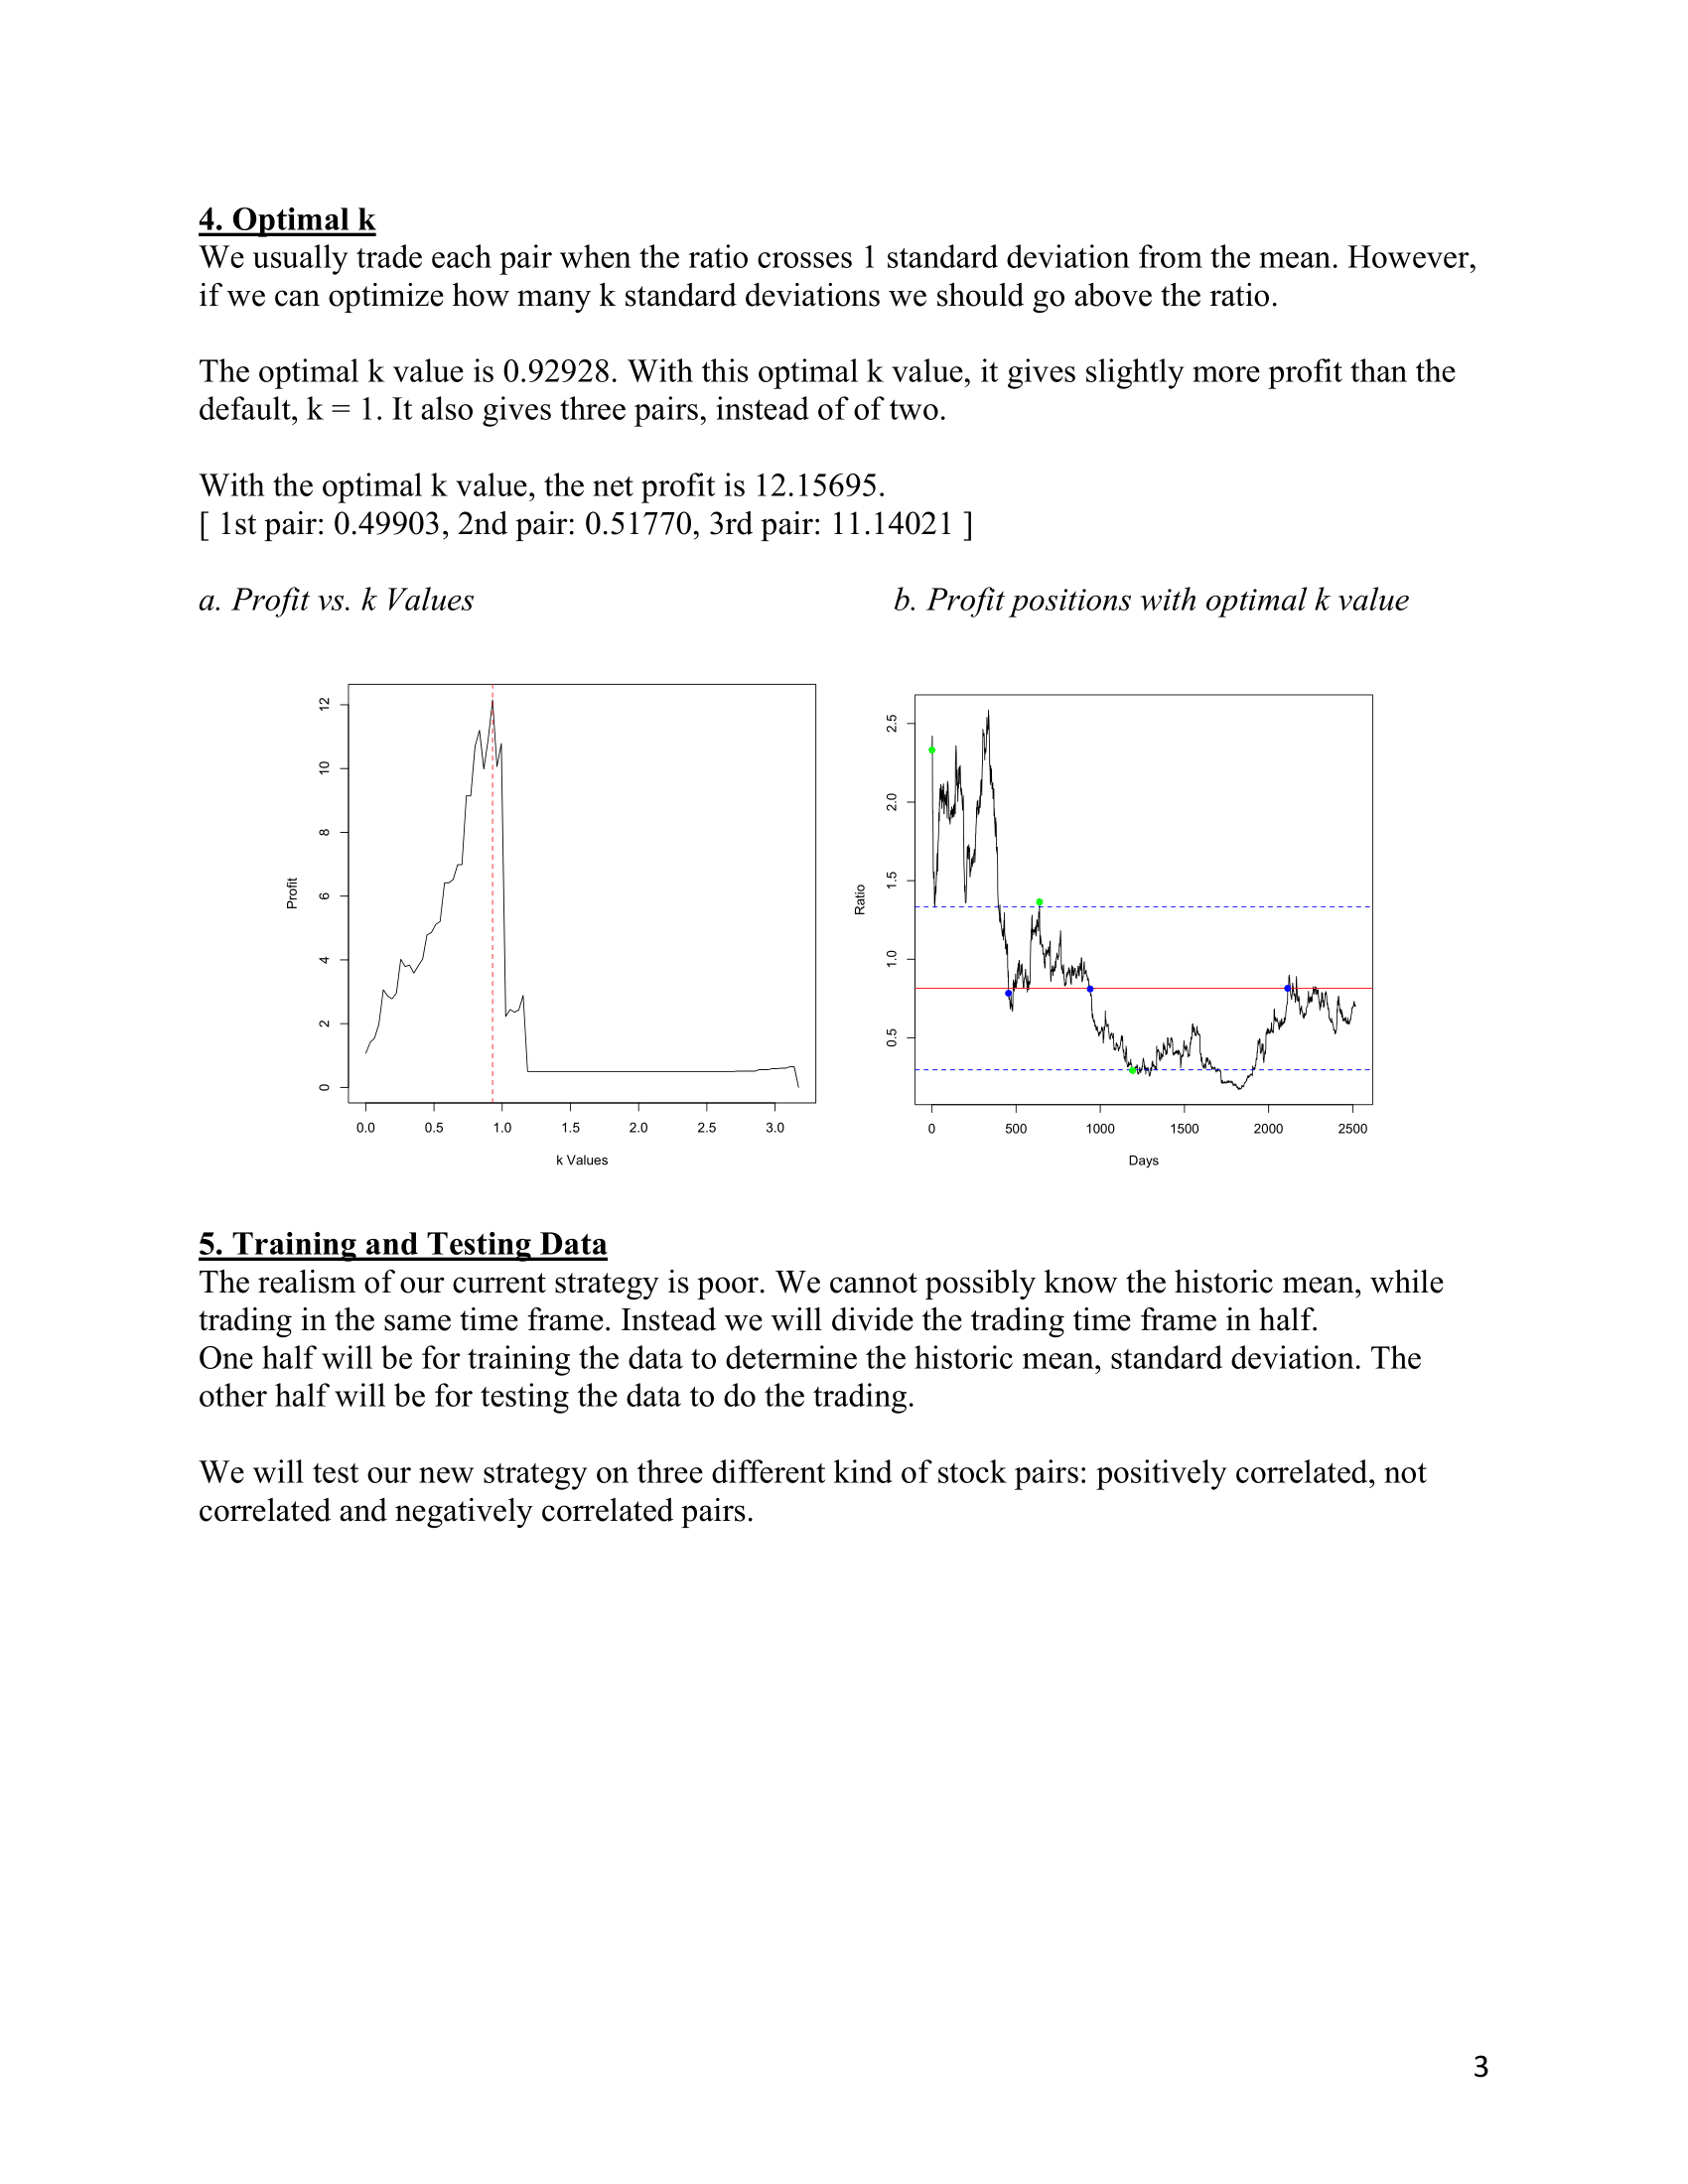 4. Optimal k
We usually trade each pair when the ratio crosses 1 standard deviation from the mean. However,
if we can optimize how many k standard deviations we should go above the ratio.
The optimal k value is 0.92928. With this optimal k value, it gives slightly more profit than the
default, k = 1. It also gives three pairs, instead of of two.
With the optimal k value, the net profit is 12.15695.
[ 1st pair: 0.49903, 2nd pair: 0.51770, 3rd pair: 11.14021 ]
a. Profit vs. k Values
b. Profit positions with optimal k value
Profit
0 2 4 6 8 10 12
0.0 0.5 1.0 1.5 2.0 2.5 3.0
k Values
Ratio
0.5 1.0 1.5 2.0 2.5
0 500 1000 1500 2000 2500
Days
5. Training and Testing Data
The realism of our current strategy is poor. We cannot possibly know the historic mean, while
trading in the same time frame. Instead we will divide the trading time frame in half.
One half will be for training the data to determine the historic mean, standard deviation. The
other half will be for testing the data to do the trading.
We will test our new strategy on three different kind of stock pairs: positively correlated, not
correlated and negatively correlated pairs.
3